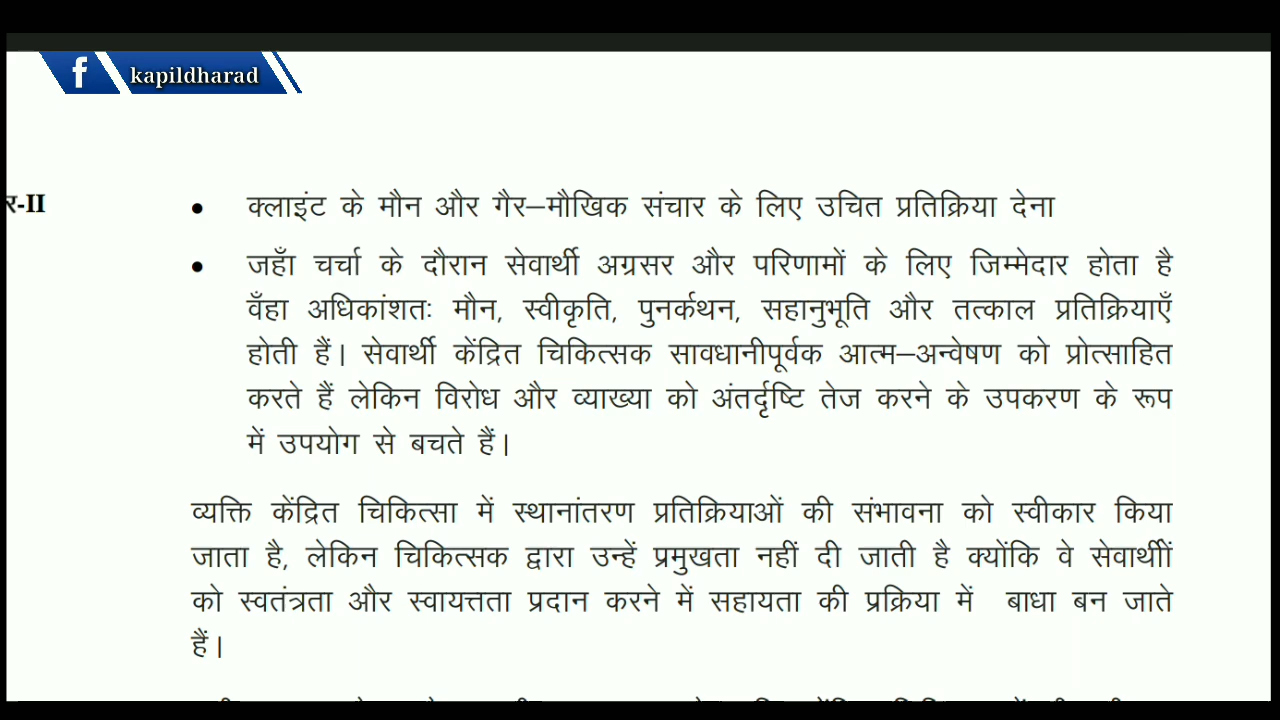 f kapildharad
र-II
• क्लाइंट के मौन और गैर–मौखिक संचार के लिए उचित प्रतिक्रिया देना
• जहाँ चर्चा के दौरान सेवार्थी अग्रसर और परिणामों के लिए जिम्मेदार होता है
वँहा अधिकांशतः मौन, स्वीकृति, पुनर्कथन, सहानुभूति और तत्काल प्रतिक्रियाएँ
होती हैं। सेवार्थी केंद्रित चिकित्सक सावधानीपूर्वक आत्म–अन्वेषण को प्रोत्साहित
करते हैं लेकिन विरोध और व्याख्या को अंतर्दृष्टि तेज करने के उपकरण के रूप
में उपयोग से बचते हैं।
व्यक्ति केंद्रित चिकित्सा में स्थानांतरण प्रतिक्रियाओं की संभावना को स्वीकार किया
जाता है, लेकिन चिकित्सक द्वारा उन्हें प्रमुखता नहीं दी जाती है क्योंकि वे सेवार्थीों
को स्वतंत्रता और स्वायत्तता प्रदान करने में सहायता की प्रक्रिया में बाधा बन जाते
हैं।